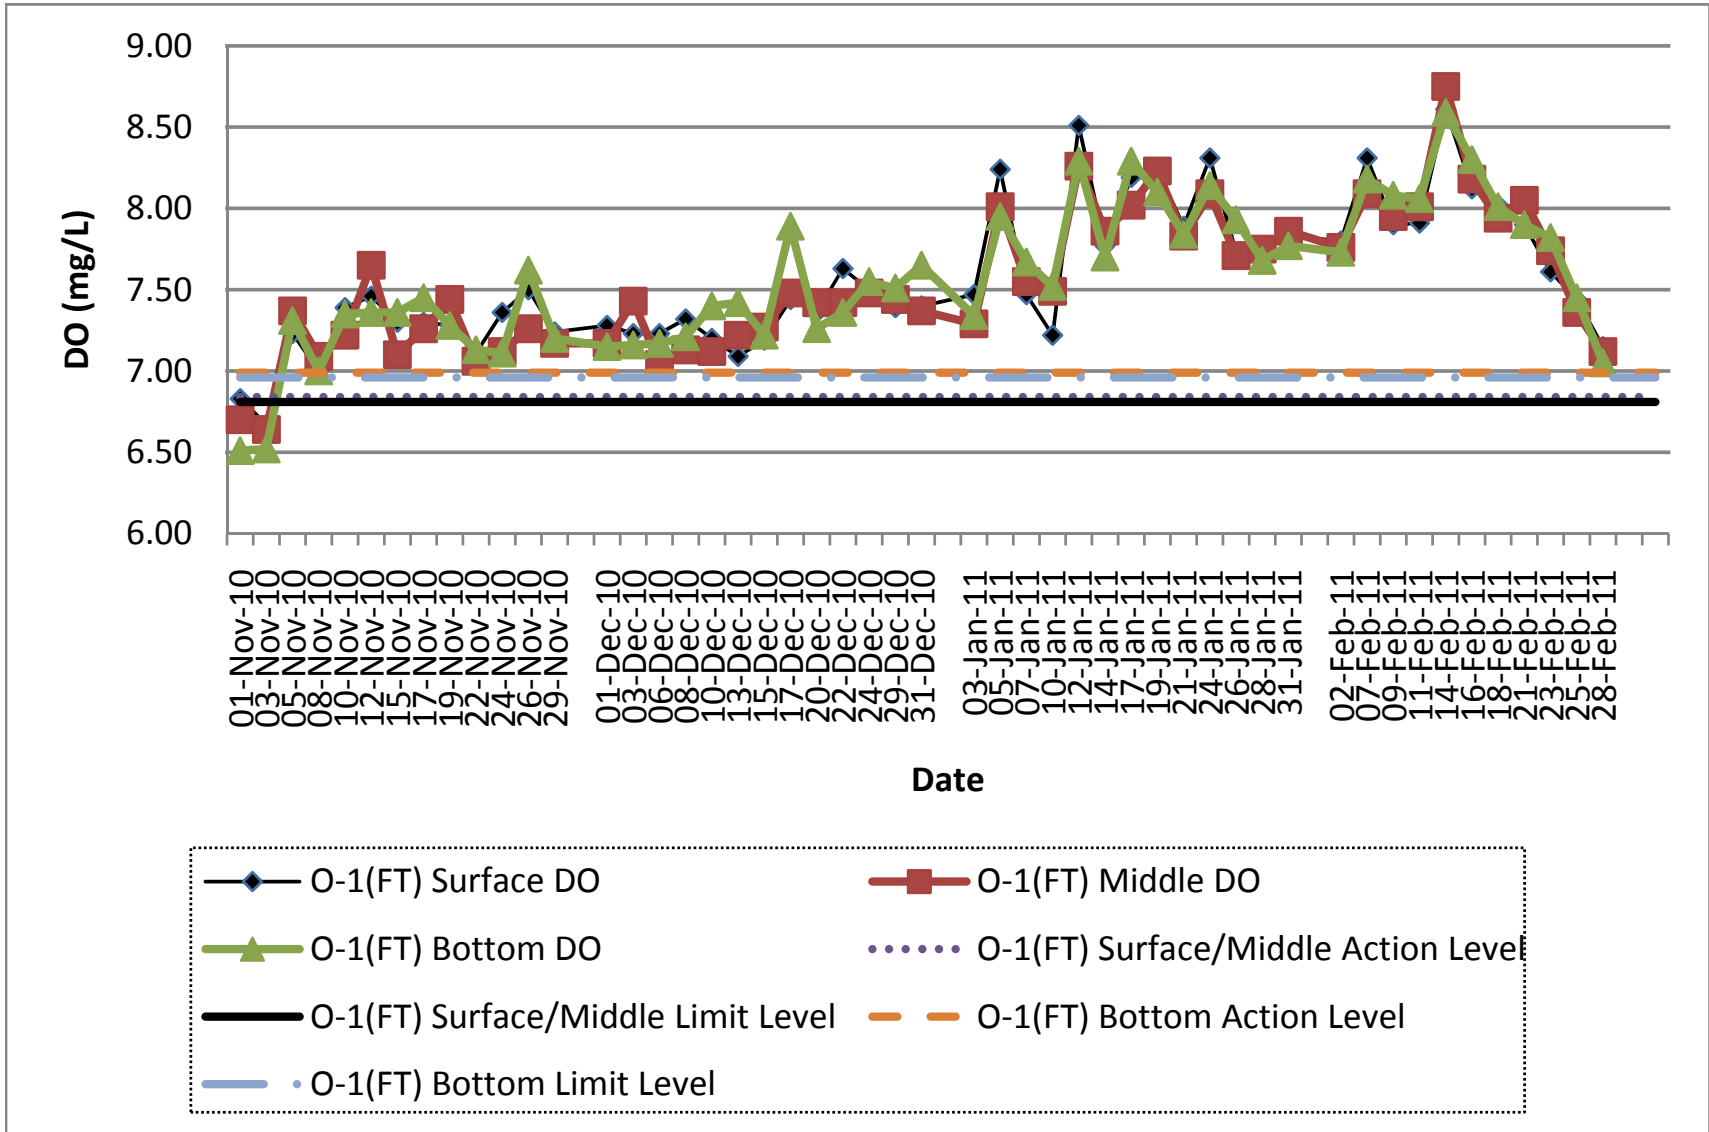 9.00
8.50
8.00
7.50
7.00
6.50
6.00
DO (mg/L)
01-Nov-10
03-Nov-10
05-Nov-10
08-Nov-10
10-Nov-10
12-Nov-10
15-Nov-10
17-Nov-10
19-Nov-10
22-Nov-10
24-Nov-10
26-Nov-10
29-Nov-10
01-Dec-10
03-Dec-10
06-Dec-10
08-Dec-10
10-Dec-10
13-Dec-10
15-Dec-10
17-Dec-10
20-Dec-10
22-Dec-10
24-Dec-10
29-Dec-10
31-Dec-10
03-Jan-11
05-Jan-11
07-Jan-11
10-Jan-11
12-Jan-11
14-Jan-11
17-Jan-11
19-Jan-11
21-Jan-11
24-Jan-11
26-Jan-11
28-Jan-11
31-Jan-11
02-Feb-11
07-Feb-11
09-Feb-11
11-Feb-11
14-Feb-11
16-Feb-11
18-Feb-11
21-Feb-11
23-Feb-11
25-Feb-11
28-Feb-11
Date
O-1(FT) Surface DO
O-1(FT) Middle DO
O-1(FT) Bottom DO
O-1(FT) Surface/Middle Action Level
O-1(FT) Surface/Middle Limit Level
O-1(FT) Bottom Action Level
O-1(FT) Bottom Limit Level